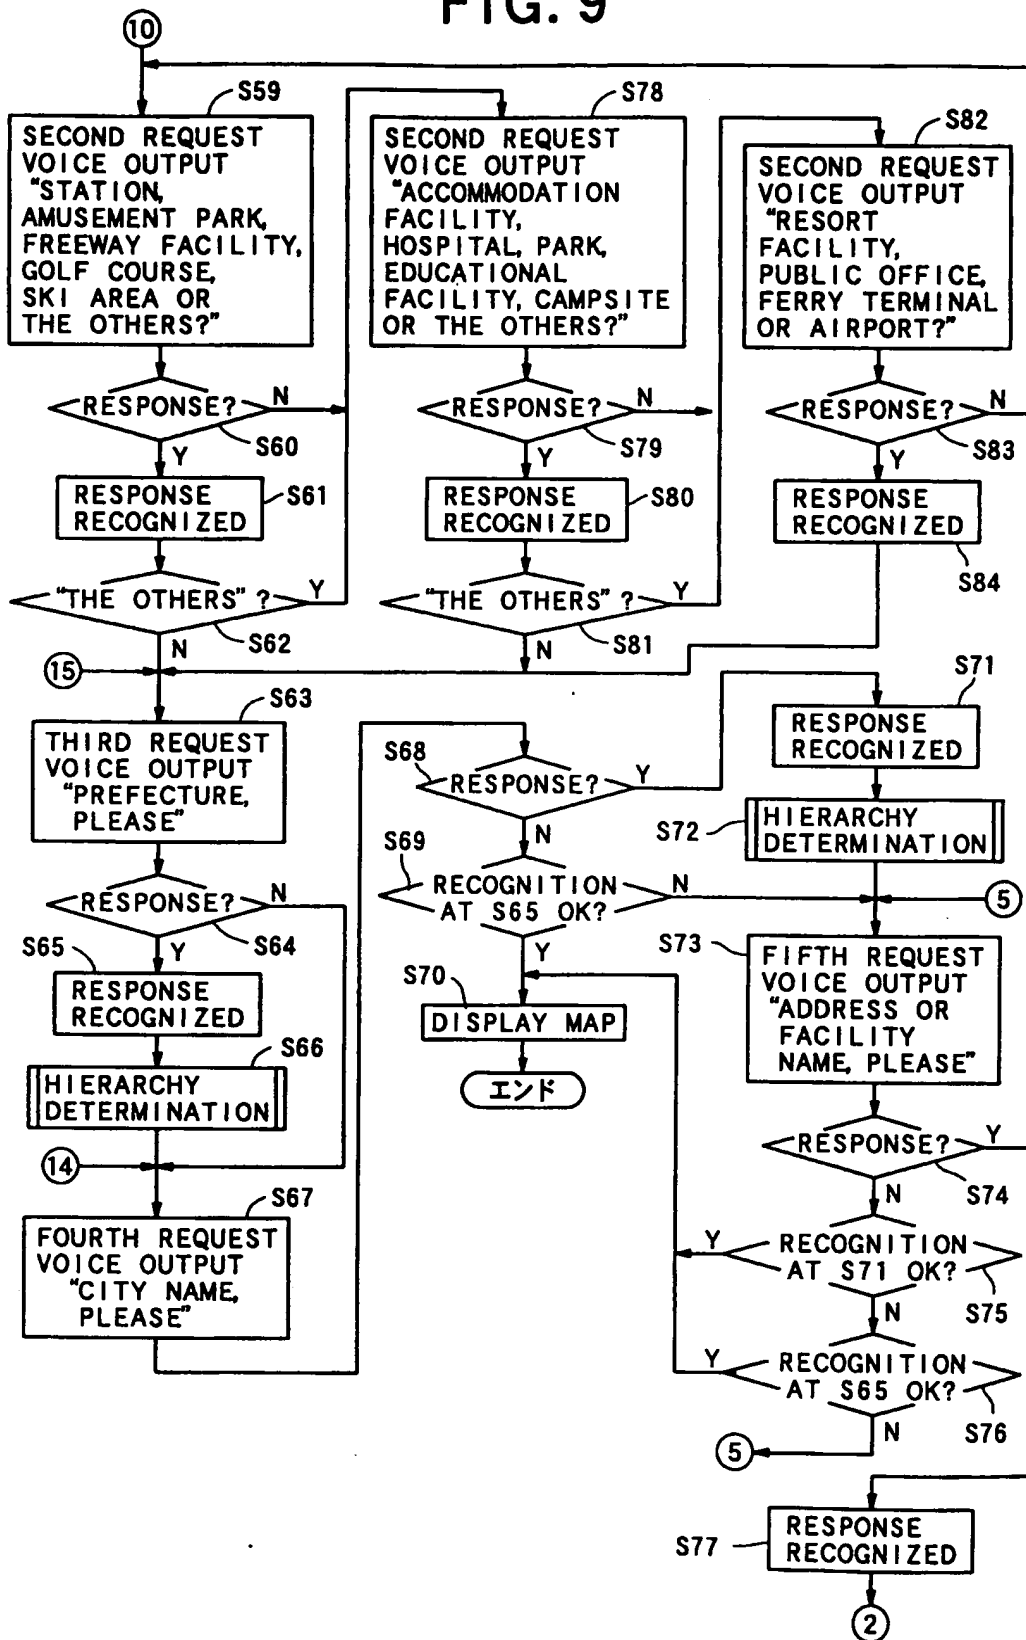 FIG. 9
10
S59
SECOND REQUEST
VOICE OUTPUT
"STATION,
AMUSEMENT PARK,
FREEWAY FACILITY,
GOLF COURSE,
SKI AREA OR
THE OTHERS?"
RESPONSE?
N
S60
Y
RESPONSE
RECOGNIZED
S61
"THE OTHERS"?
Y
S62
N
15
S63
THIRD REQUEST
VOICE OUTPUT
"PREFECTURE,
PLEASE"
RESPONSE?
N
S64
Y
S65
RESPONSE
RECOGNIZED
S66
HIERARCHY
DETERMINATION
14
S67
FOURTH REQUEST
VOICE OUTPUT
"CITY NAME,
PLEASE"
S78
SECOND REQUEST
VOICE OUTPUT
"ACCOMMODATION
FACILITY,
HOSPITAL, PARK,
EDUCATIONAL
FACILITY, CAMPSITE
OR THE OTHERS?"
RESPONSE?
N
S79
Y
RESPONSE
RECOGNIZED
S80
"THE OTHERS"?
Y
S81
N
S68
RESPONSE?
Y
N
S69
RECOGNITION
AT S65 OK?
N
Y
S70
DISPLAY MAP
エンド
S82
SECOND REQUEST
VOICE OUTPUT
"RESORT
FACILITY,
PUBLIC OFFICE,
FERRY TERMINAL
OR AIRPORT?"
RESPONSE?
N
S83
Y
RESPONSE
RECOGNIZED
S84
S71
RESPONSE
RECOGNIZED
S72
HIERARCHY
DETERMINATION
5
S73
FIFTH REQUEST
VOICE OUTPUT
"ADDRESS OR
FACILITY
NAME, PLEASE"
RESPONSE?
Y
S74
N
Y
RECOGNITION
AT S71 OK?
S75
N
Y
RECOGNITION
AT S65 OK?
S76
N
5
S77
RESPONSE
RECOGNIZED
2